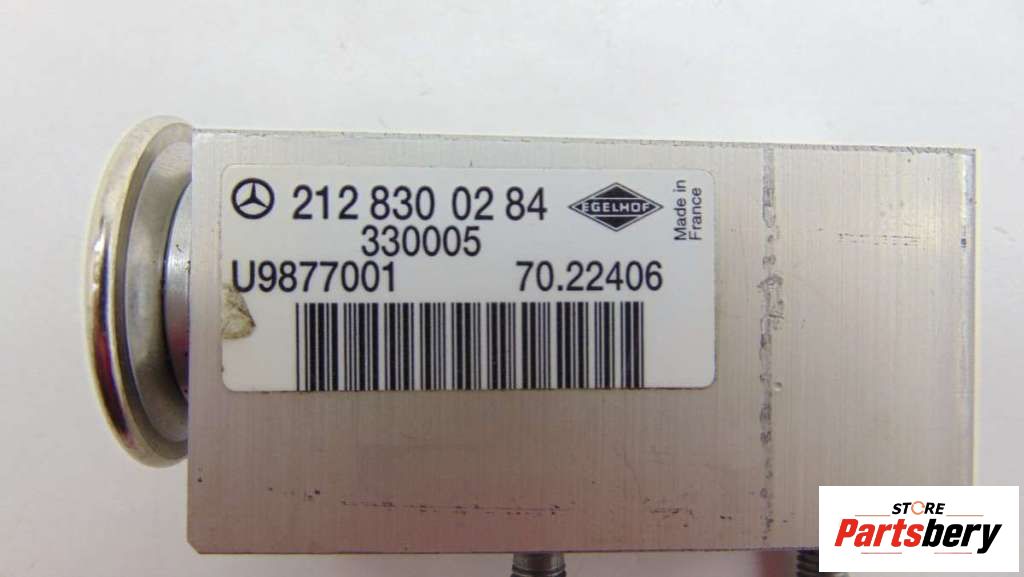 212 830 02 84
EGELHOF
Made in
France
330005
U9877001 70.22406
STORE
Partsbery